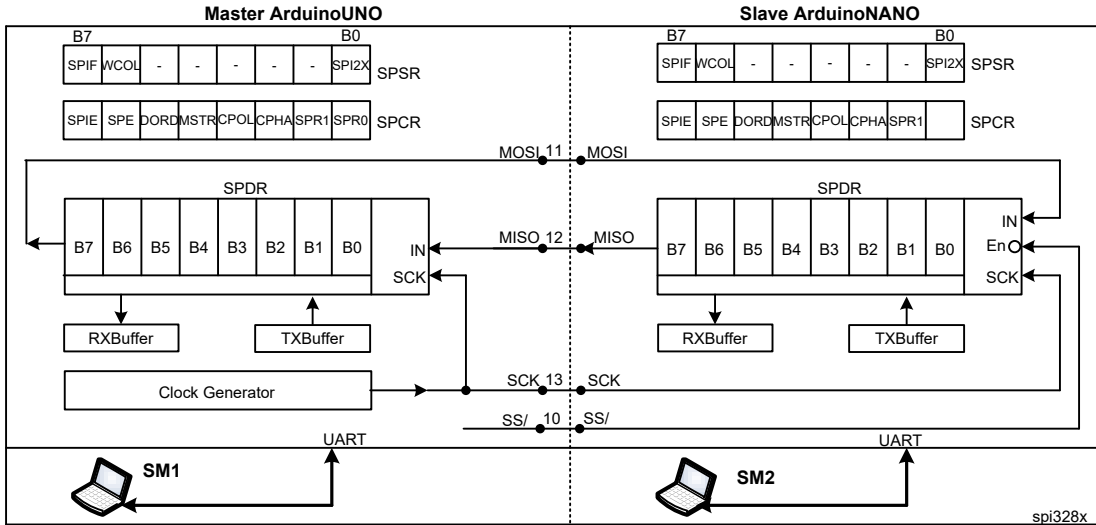 Master ArduinoUNO Slave ArduinoNANO
B7 B0 B7 B0
SPIF WCOL - - - - - SPI2X SPSR SPIF WCOL - - - - - SPI2X SPSR
SPIE SPE DORD MSTR CPOL CPHA SPR1 SPR0 SPCR SPIE SPE DORD MSTR CPOL CPHA SPR1 SPCR
MOSI 11 MOSI
SPDR SPDR
IN
B7 B6 B5 B4 B3 B2 B1 B0 IN MISO 12 MISO B7 B6 B5 B4 B3 B2 B1 B0 En
SCK SCK
RXBuffer TXBuffer RXBuffer TXBuffer
Clock Generator SCK 13 SCK
SS/ 10 SS/
UART UART
SM1 SM2
spi328x